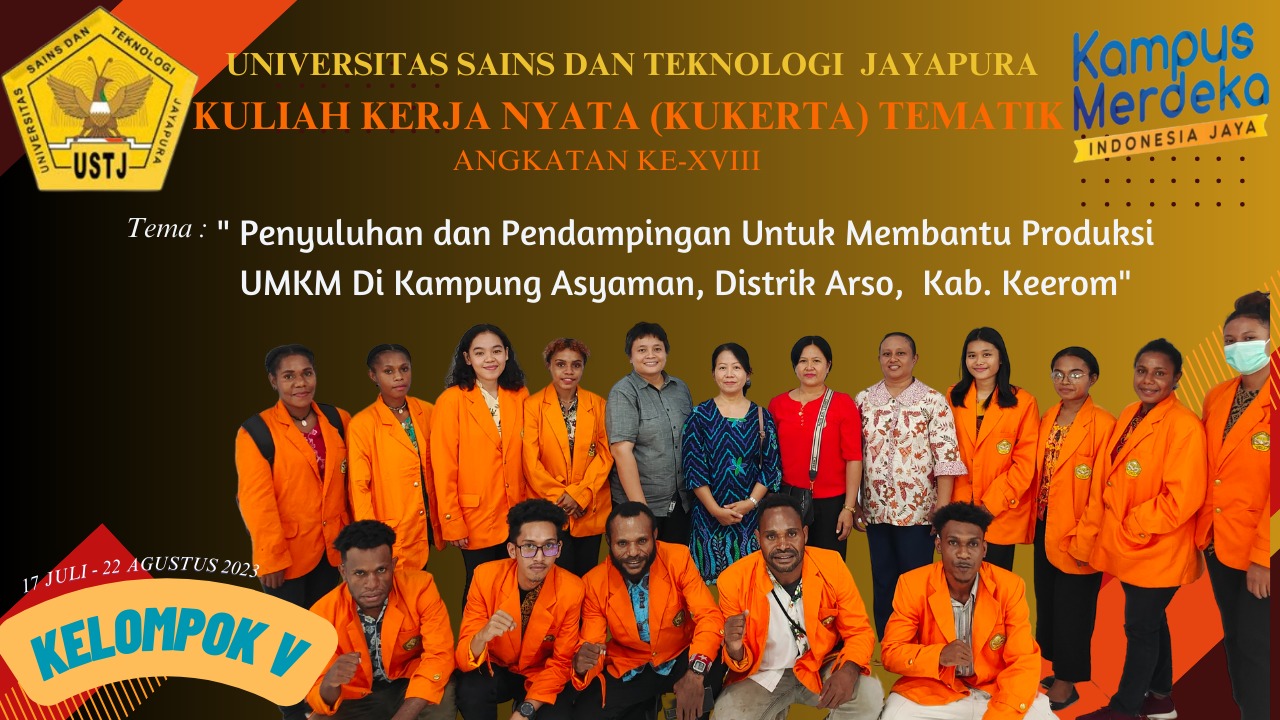 UNIVERSITAS SAINS DAN TEKNOLOGI JAYAPURA
USTJ
UNIVERSITAS SAINS DAN TEKNOLOGI JAYAPURA
KULIAH KERJA NYATA (KUKERTA) TEMATIK
ANGKATAN KE-XVIII
Kampus
Merdeka
INDONESIA JAYA
Tema : " Penyuluhan dan Pendampingan Untuk Membantu Produksi
UMKM Di Kampung Asyaman, Distrik Arso, Kab. Keerom"
17 JULI - 22 AGUSTUS 2023
KELOMPOK V